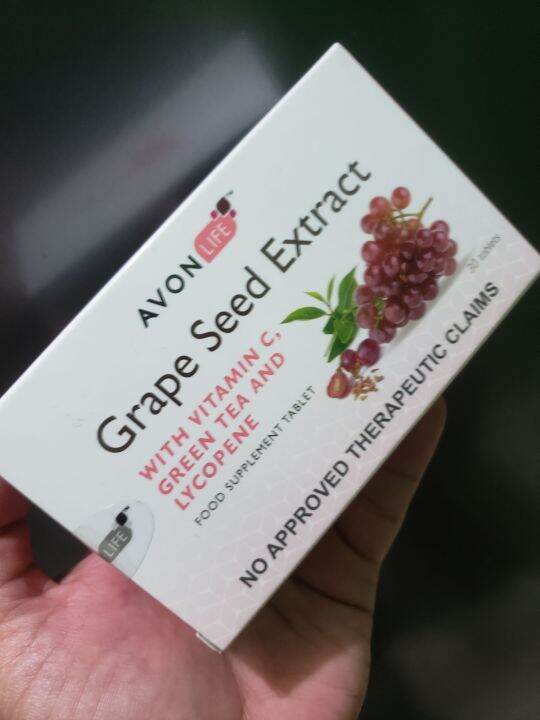 AVON
LIFE
Grape Seed Extract
WITH VITAMIN C,
GREEN TEA AND
LYCOPENE
FOOD SUPPLEMENT TABLET
30 tablets
NO APPROVED THERAPEUTIC CLAIMS
LIFE